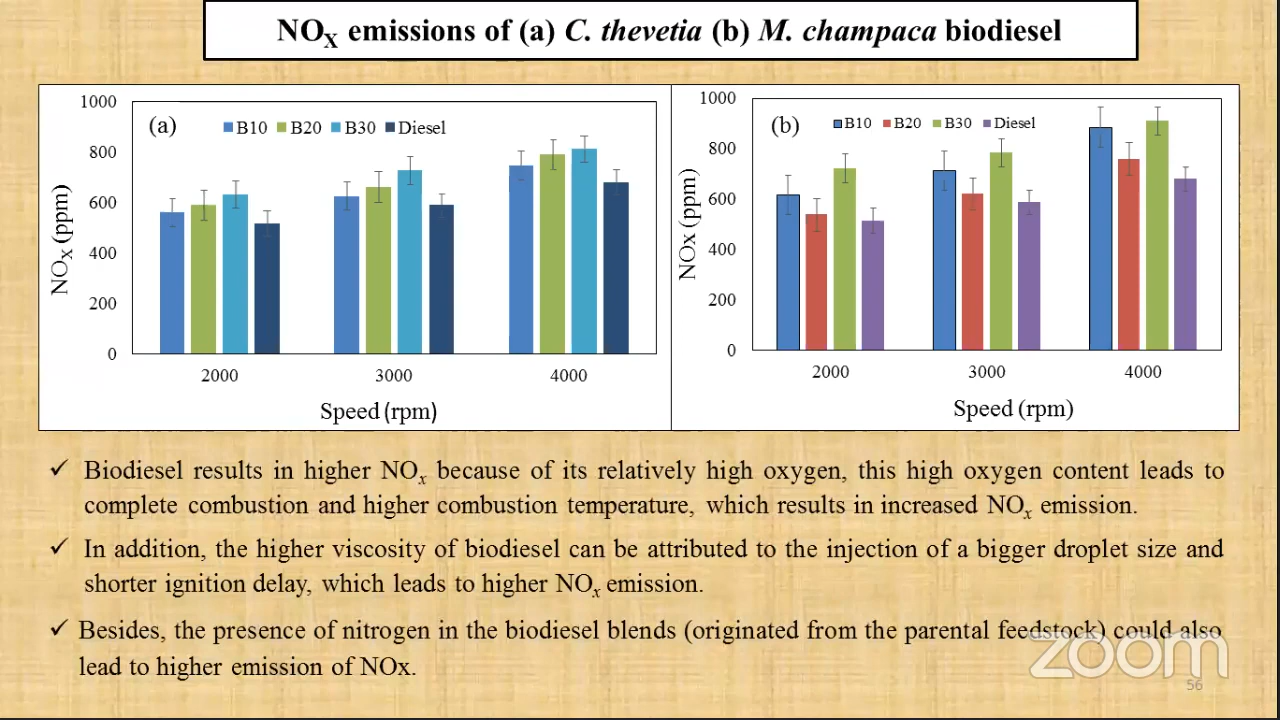 NOX emissions of (a) C. thevetia (b) M. champaca biodiesel
1000
800
600
400
200
0
NOX (ppm)
(a)
B10 B20 B30 Diesel
2000 3000 4000
Speed (rpm)
1000
800
600
400
200
0
NOx (ppm)
(b)
B10 B20 B30 Diesel
2000 3000 4000
Speed (rpm)
✓ Biodiesel results in higher NOx because of its relatively high oxygen, this high oxygen content leads to
complete combustion and higher combustion temperature, which results in increased NOx emission.
✓ In addition, the higher viscosity of biodiesel can be attributed to the injection of a bigger droplet size and
shorter ignition delay, which leads to higher NOx emission.
✓ Besides, the presence of nitrogen in the biodiesel blends (originated from the parental feedstock) could also
lead to higher emission of NOx.
zoom
56